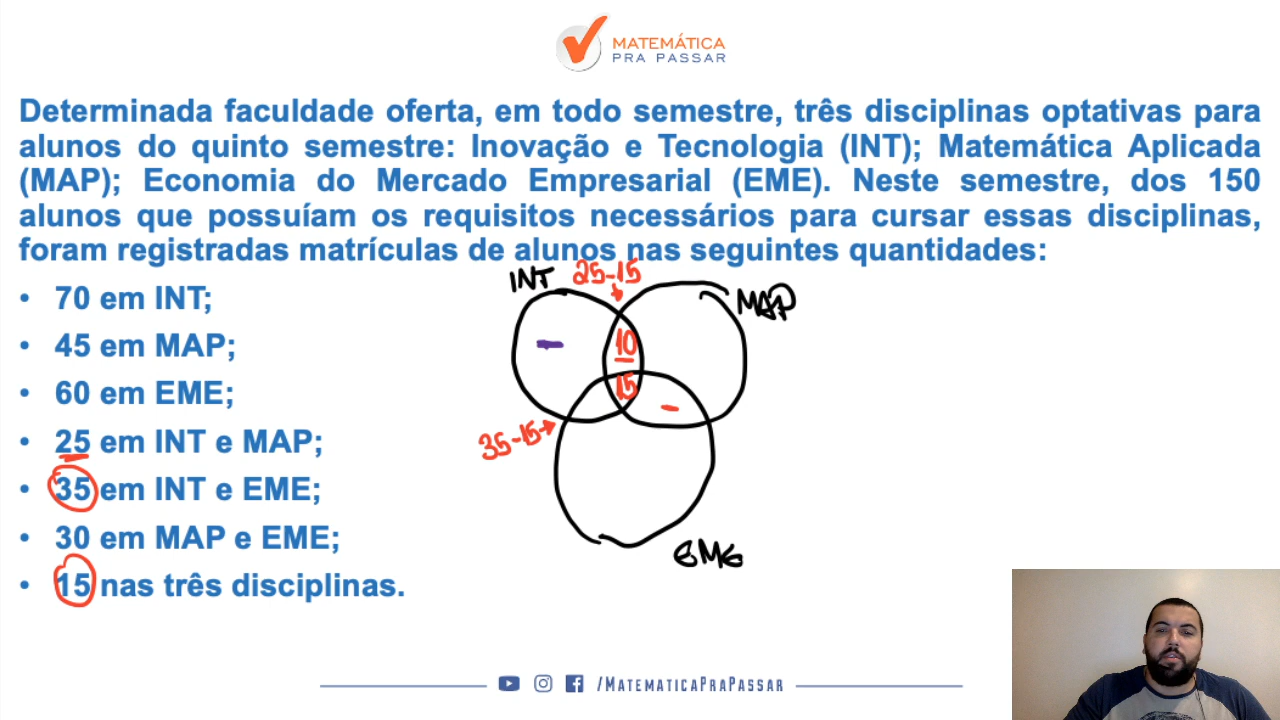 MATEMÁTICA
PRA PASSAR
Determinada faculdade oferta, em todo semestre, três disciplinas optativas para
alunos do quinto semestre: Inovação e Tecnologia (INT); Matemática Aplicada
(MAP); Economia do Mercado Empresarial (EME). Neste semestre, dos 150
alunos que possuíam os requisitos necessários para cursar essas disciplinas,
foram registradas matrículas de alunos nas seguintes quantidades:
• 70 em INT;
• 45 em MAP;
• 60 em EME;
• 25 em INT e MAP;
• 35 em INT e EME;
• 30 em MAP e EME;
• 15 nas três disciplinas.
INT
25-15
MAP
10
15
35-15
EME
/MATEMATICAPRAPASSAR